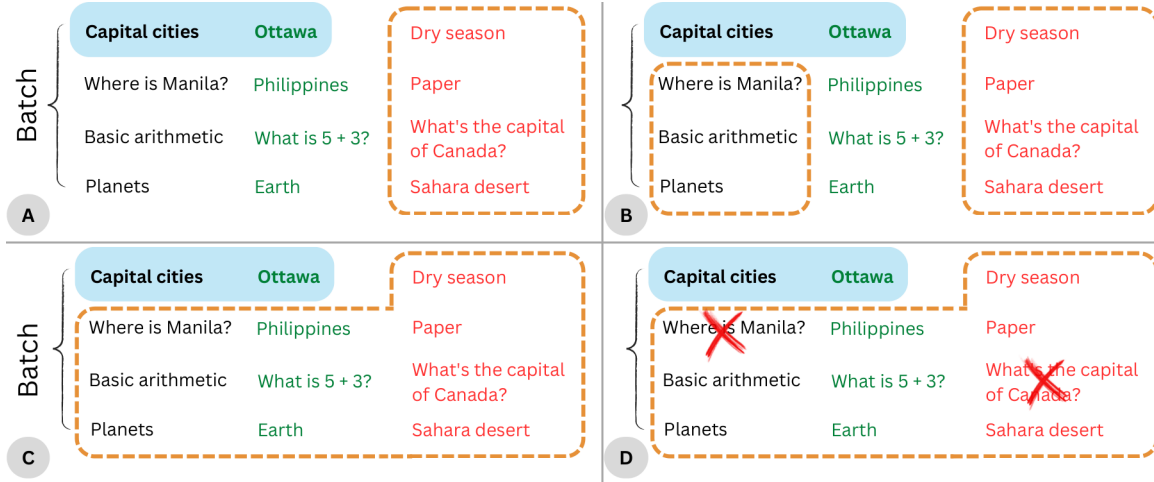 Batch
Capital cities Ottawa Dry season
Where is Manila? Philippines Paper
Basic arithmetic What is 5 + 3? What's the capital
of Canada?
Planets Earth Sahara desert
A
Capital cities Ottawa Dry season
Where is Manila? Philippines Paper
Basic arithmetic What is 5 + 3? What's the capital
of Canada?
Planets Earth Sahara desert
B
Batch
Capital cities Ottawa Dry season
Where is Manila? Philippines Paper
Basic arithmetic What is 5 + 3? What's the capital
of Canada?
Planets Earth Sahara desert
C
Capital cities Ottawa Dry season
Where is Manila? Philippines Paper
Basic arithmetic What is 5 + 3? What's the capital
of Canada?
Planets Earth Sahara desert
D